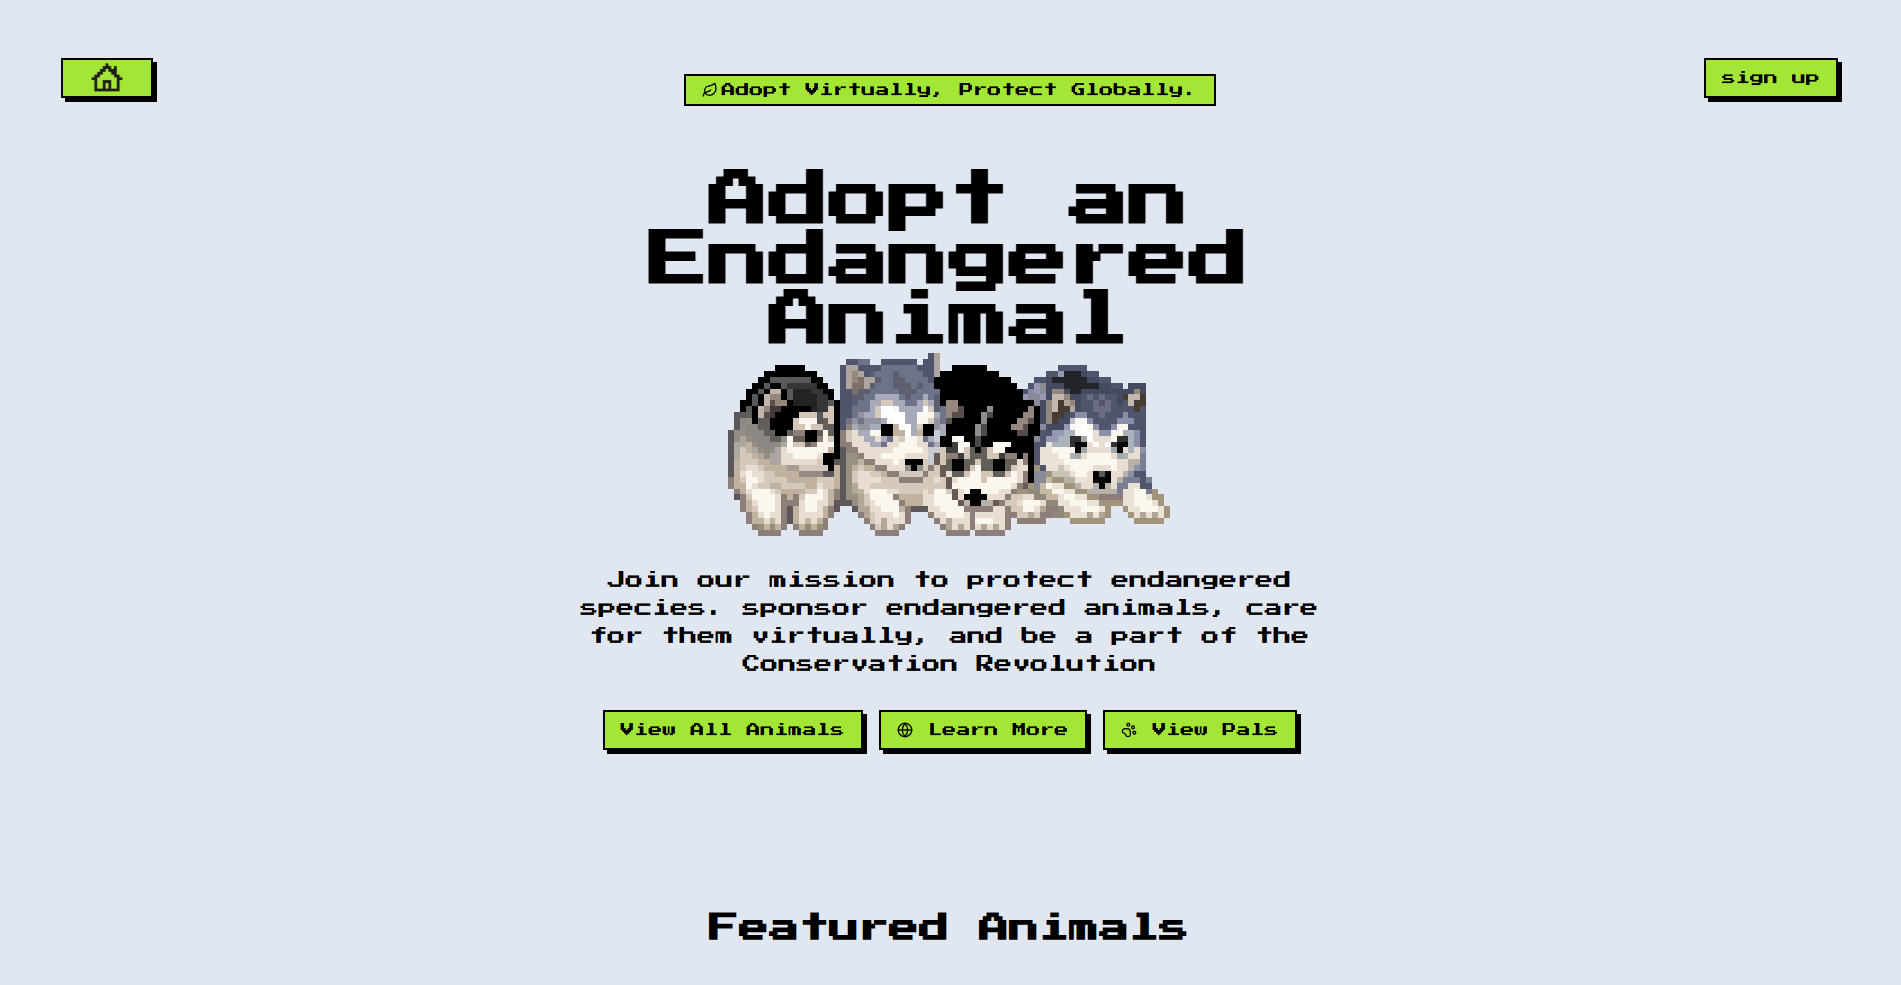 Adopt Virtually, Protect Globally.
sign up
Adopt an
Endangered
Animal
Join our mission to protect endangered
species. sponsor endangered animals, care
for them virtually, and be a part of the
Conservation Revolution
View All Animals
Learn More
View Pals
Featured Animals